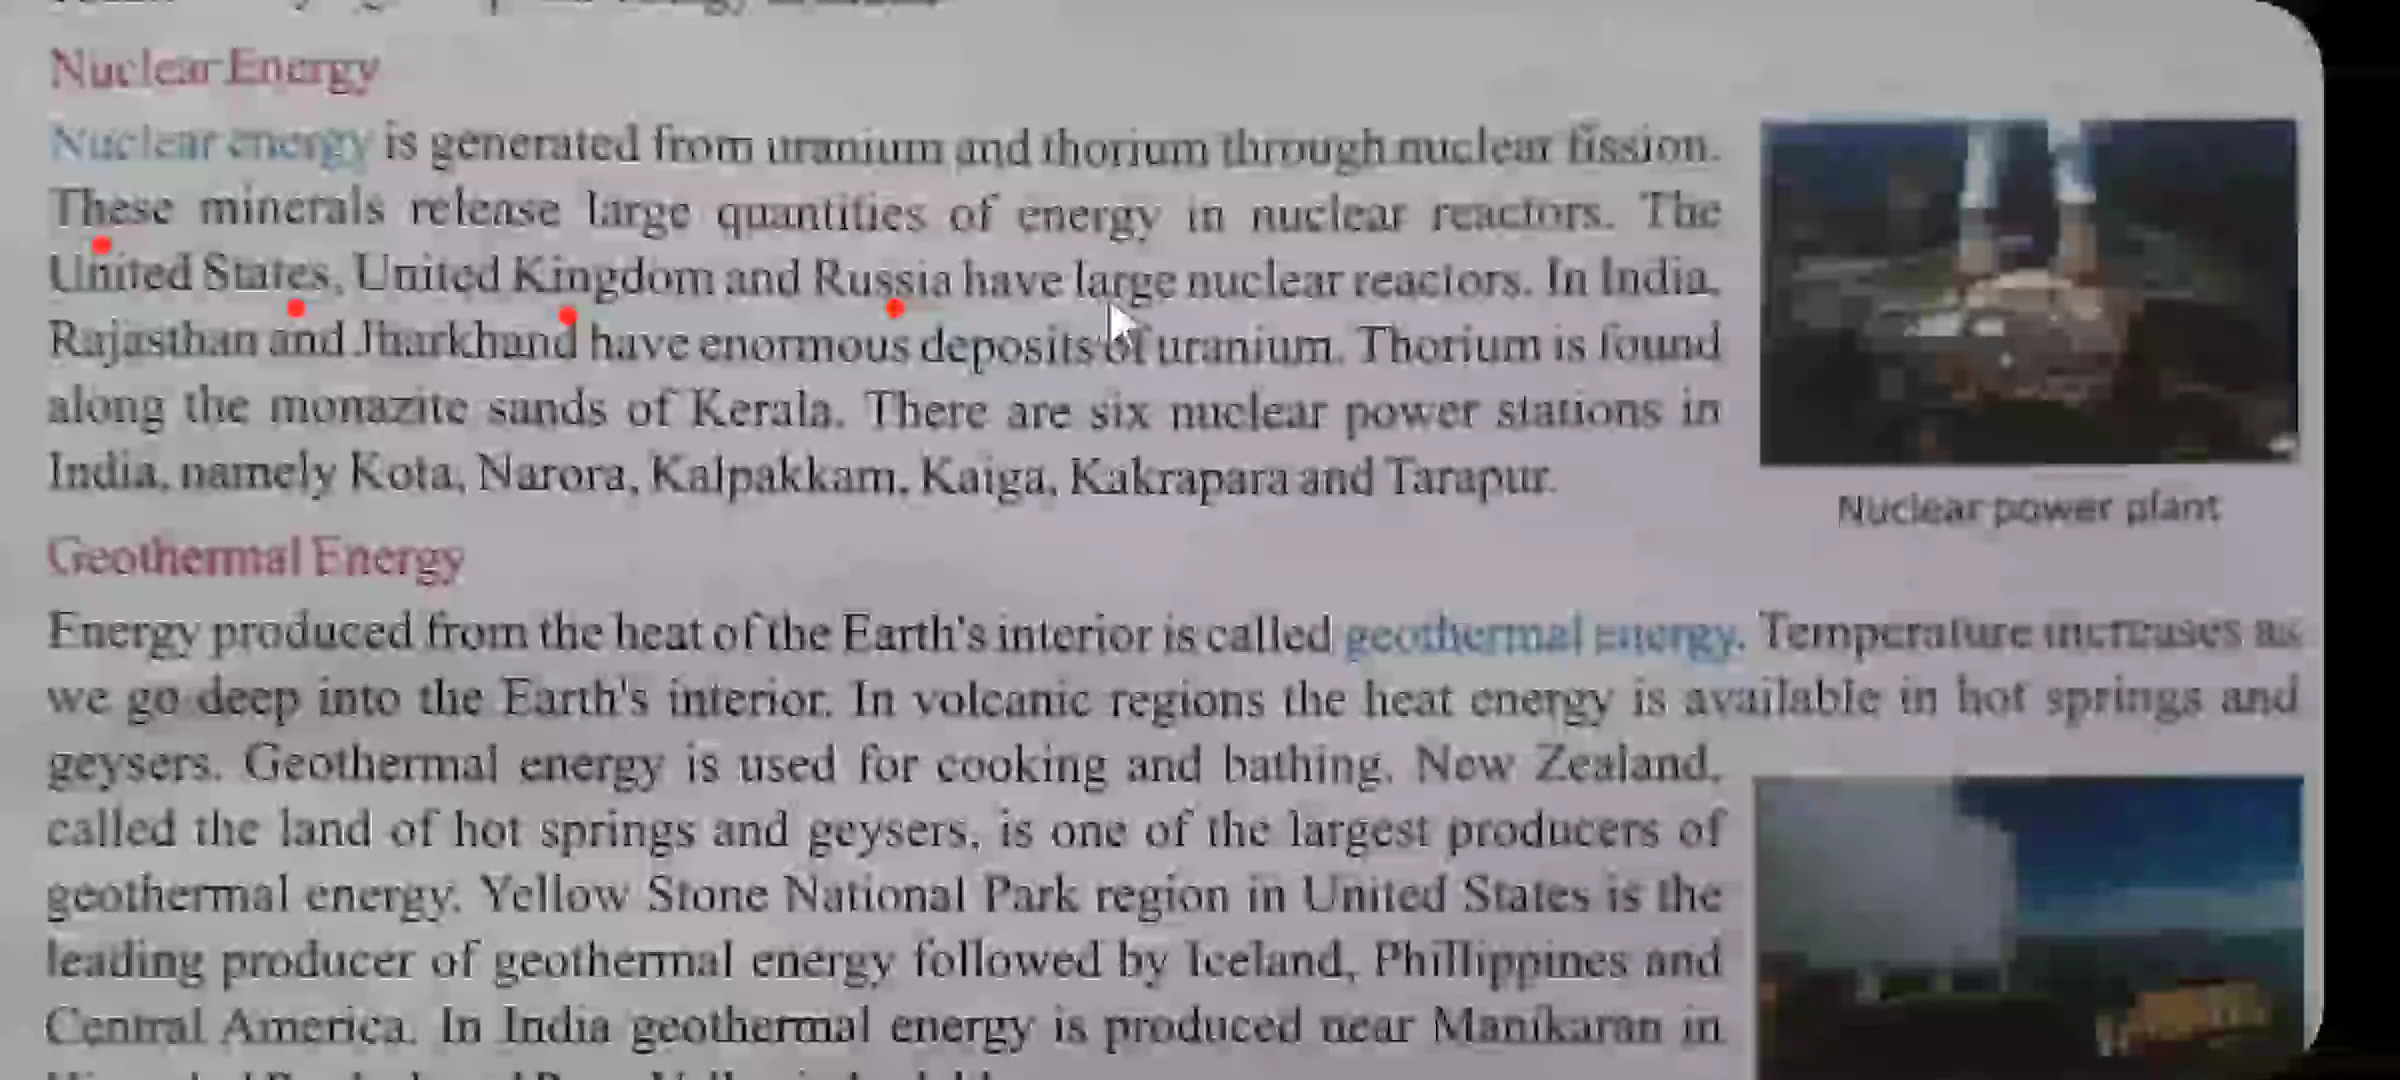 Nuclear Energy
Nuclear energy is generated from uranium and thorium through nuclear fission.
These minerals release large quantities of energy in nuclear reactors. The
United States, United Kingdom and Russia have large nuclear reactors. In India,
Rajasthan and Jharkhand have enormous deposits of uranium. Thorium is found
along the monazite sands of Kerala. There are six nuclear power stations in
India, namely Kota, Narora, Kalpakkam, Kaiga, Kakrapara and Tarapur.
Nuclear power plant
Geothermal Energy
Energy produced from the heat of the Earth's interior is called geothermal energy. Temperature increases as
we go deep into the Earth's interior. In volcanic regions the heat energy is available in hot springs and
geysers. Geothermal energy is used for cooking and bathing. New Zealand,
called the land of hot springs and geysers, is one of the largest producers of
geothermal energy. Yellow Stone National Park region in United States is the
leading producer of geothermal energy followed by Iceland, Phillippines and
Central America. In India geothermal energy is produced near Manikaran in